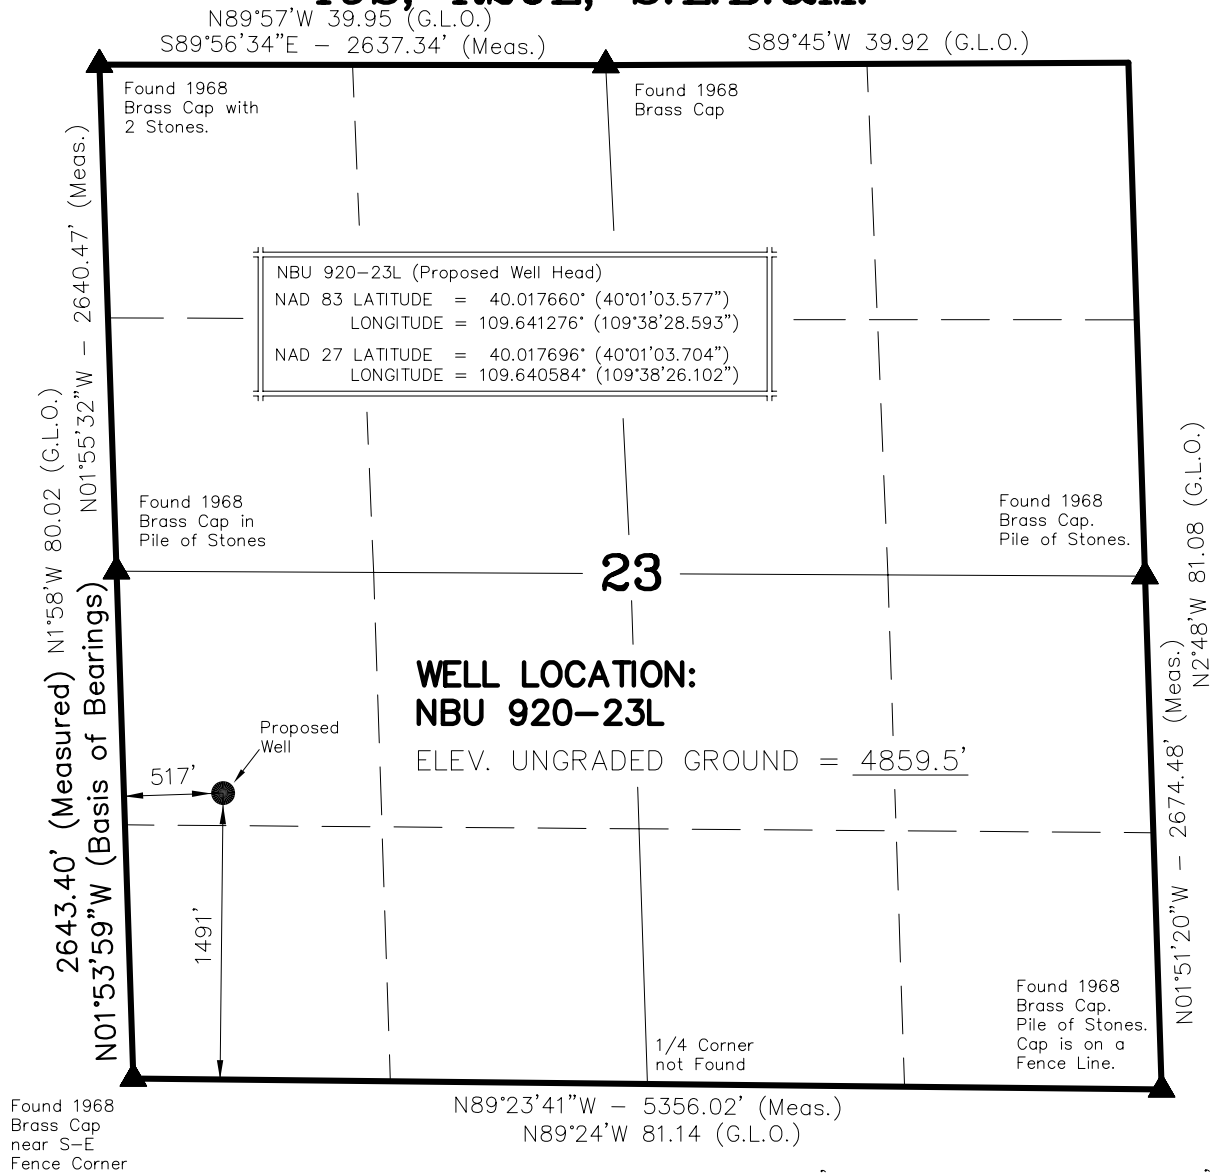 N89°57'W 39.95 (G.L.O.)
S89°56'34"E - 2637.34' (Meas.)
S89°45'W 39.92 (G.L.O.)
Found 1968
Brass Cap with
2 Stones.
Found 1968
Brass Cap
N01°55'32"W - 2640.47' (Meas.)
NBU 920-23L (Proposed Well Head)
NAD 83 LATITUDE = 40.017660° (40°01'03.577")
LONGITUDE = 109.641276° (109°38'28.593")
NAD 27 LATITUDE = 40.017696° (40°01'03.704")
LONGITUDE = 109.640584° (109°38'26.102")
N1°58'W 80.02 (G.L.O.)
Found 1968
Brass Cap in
Pile of Stones
Found 1968
Brass Cap.
Pile of Stones.
N2°48'W 81.08 (G.L.O.)
23
2643.40' (Measured)
N01°53'59"W (Basis of Bearings)
WELL LOCATION:
NBU 920-23L
ELEV. UNGRADED GROUND = 4859.5'
Proposed
Well
517'
1491'
N01°51'20"W - 2674.48' (Meas.)
Found 1968
Brass Cap.
Pile of Stones.
Cap is on a
Fence Line.
1/4 Corner
not Found
Found 1968
Brass Cap
near S-E
Fence Corner
N89°23'41"W - 5356.02' (Meas.)
N89°24'W 81.14 (G.L.O.)